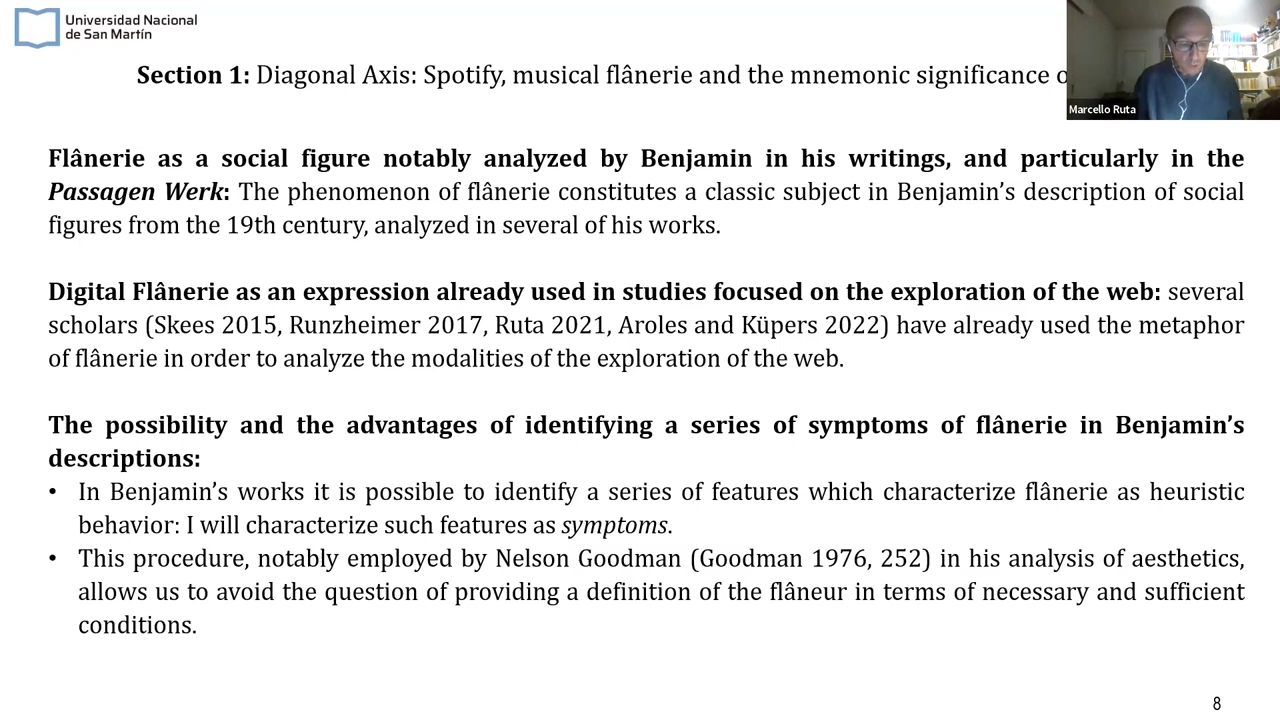 Universidad Nacional
de San Martín
Section 1: Diagonal Axis: Spotify, musical flânerie and the mnemonic significance
Marcello Ruta
Flânerie as a social figure notably analyzed by Benjamin in his writings, and particularly in the
Passagen Werk: The phenomenon of flânerie constitutes a classic subject in Benjamin’s description of social
figures from the 19th century, analyzed in several of his works.
Digital Flânerie as an expression already used in studies focused on the exploration of the web: several
scholars (Skees 2015, Runzheimer 2017, Ruta 2021, Aroles and Küpers 2022) have already used the metaphor
of flânerie in order to analyze the modalities of the exploration of the web.
The possibility and the advantages of identifying a series of symptoms of flânerie in Benjamin’s
descriptions:
• In Benjamin’s works it is possible to identify a series of features which characterize flânerie as heuristic
behavior: I will characterize such features as symptoms.
• This procedure, notably employed by Nelson Goodman (Goodman 1976, 252) in his analysis of aesthetics,
allows us to avoid the question of providing a definition of the flâneur in terms of necessary and sufficient
conditions.
8